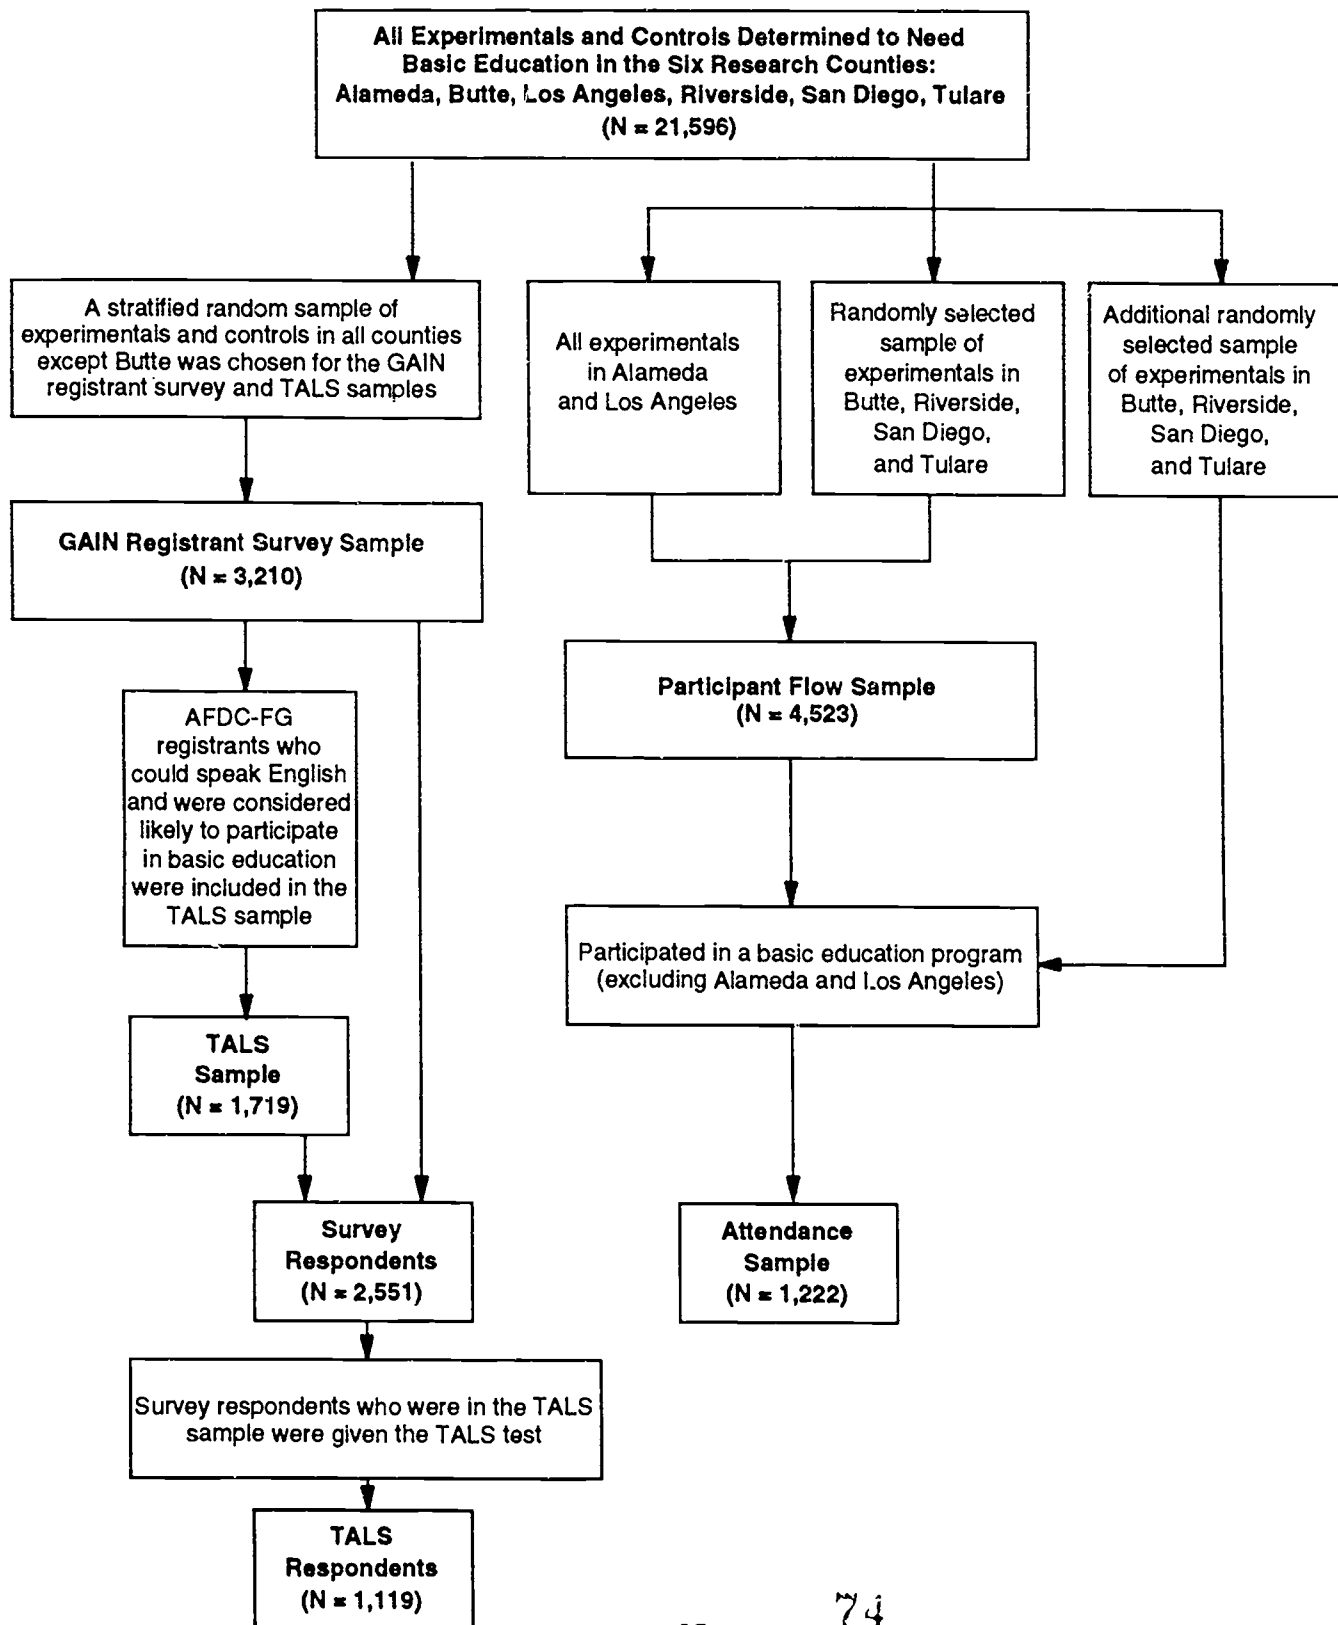 All Experimentals and Controls Determined to Need
Basic Education in the Six Research Counties:
Alameda, Butte, Los Angeles, Riverside, San Diego, Tulare
(N = 21,596)
A stratified random sample of
experimentals and controls in all counties
except Butte was chosen for the GAIN
registrant survey and TALS samples
All experimentals
in Alameda
and Los Angeles
Randomly selected
sample of
experimentals in
Butte, Riverside,
San Diego,
and Tulare
Additional randomly
selected sample
of experimentals in
Butte, Riverside,
San Diego,
and Tulare
GAIN Registrant Survey Sample
(N = 3,210)
Participant Flow Sample
(N = 4,523)
AFDC-FG
registrants who
could speak English
and were considered
likely to participate
in basic education
were included in the
TALS sample
Participated in a basic education program
(excluding Alameda and Los Angeles)
TALS
Sample
(N = 1,719)
Survey
Respondents
(N = 2,551)
Attendance
Sample
(N = 1,222)
Survey respondents who were in the TALS
sample were given the TALS test
TALS
Respondents
(N = 1,119)
74